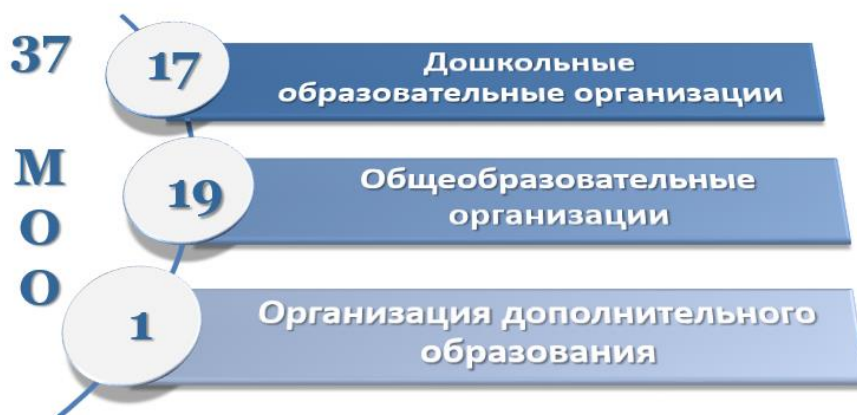 37
М
О
О
17
Дошкольные
образовательные организации
19
Общеобразовательные
организации
1
Организация дополнительного
образования